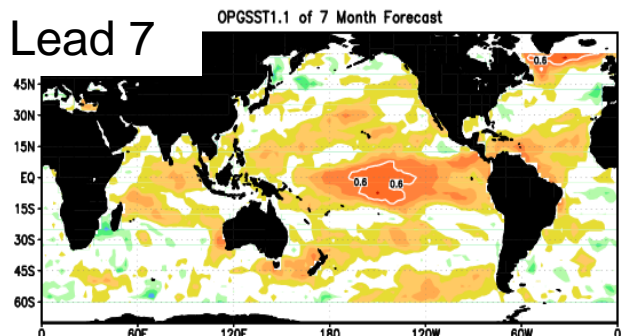 OPGSST1.1 of 7 Month Forecast
Lead 7
0.6
45N
30N
15N
EQ
0.6 0.6
15S
30S
45S
60S
0 60E 120E 180 120W 60W 0